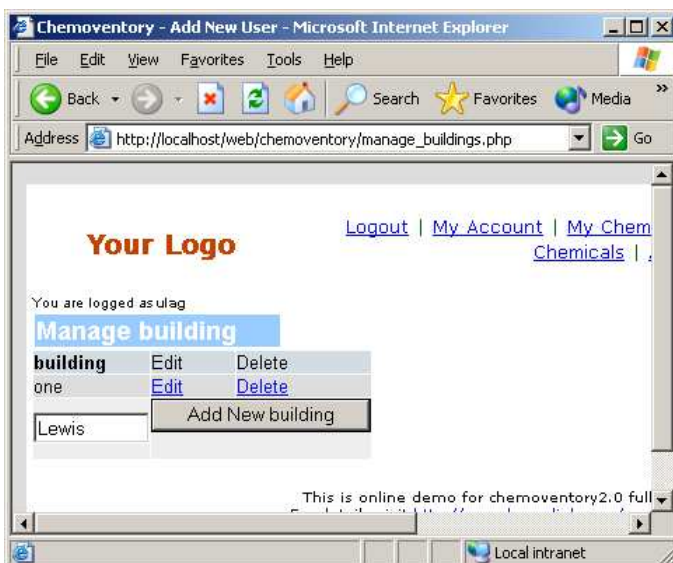 Chemoventory - Add New User - Microsoft Internet Explorer
File Edit View Favorites Tools Help
Back Search Favorites Media »
Address http://localhost/web/chemoventory/manage_buildings.php Go
Logout | My Account | My Chem
Your Logo
Chemicals |
You are logged as ulag
Manage building
building Edit Delete
one Edit Delete
Lewis Add New building
This is online demo for chemoventory2.0 full
Local intranet